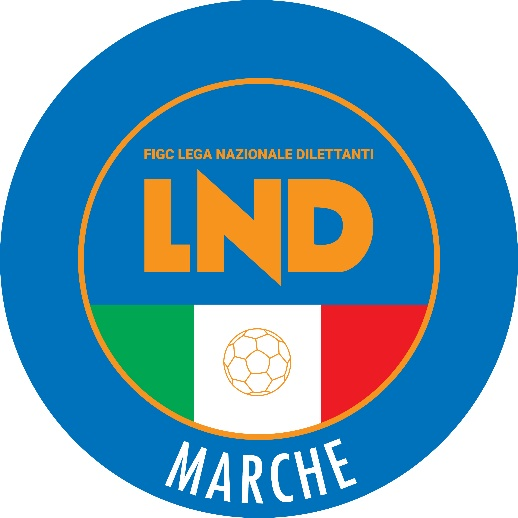 FIGC LEGA NAZIONALE DILETTANTI
LND
MARCHE